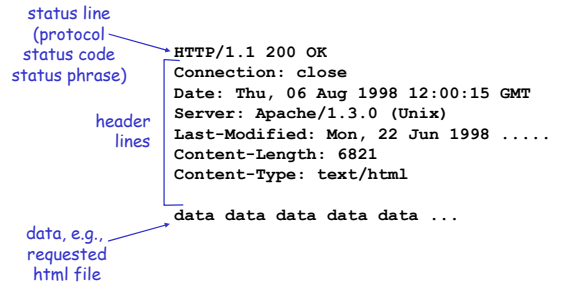 status line
(protocol
status code
status phrase)
HTTP/1.1 200 OK
Connection: close
Date: Thu, 06 Aug 1998 12:00:15 GMT
Server: Apache/1.3.0 (Unix)
Last-Modified: Mon, 22 Jun 1998 .....
Content-Length: 6821
Content-Type: text/html
header
lines
data data data data data ...
data, e.g.,
requested
html file